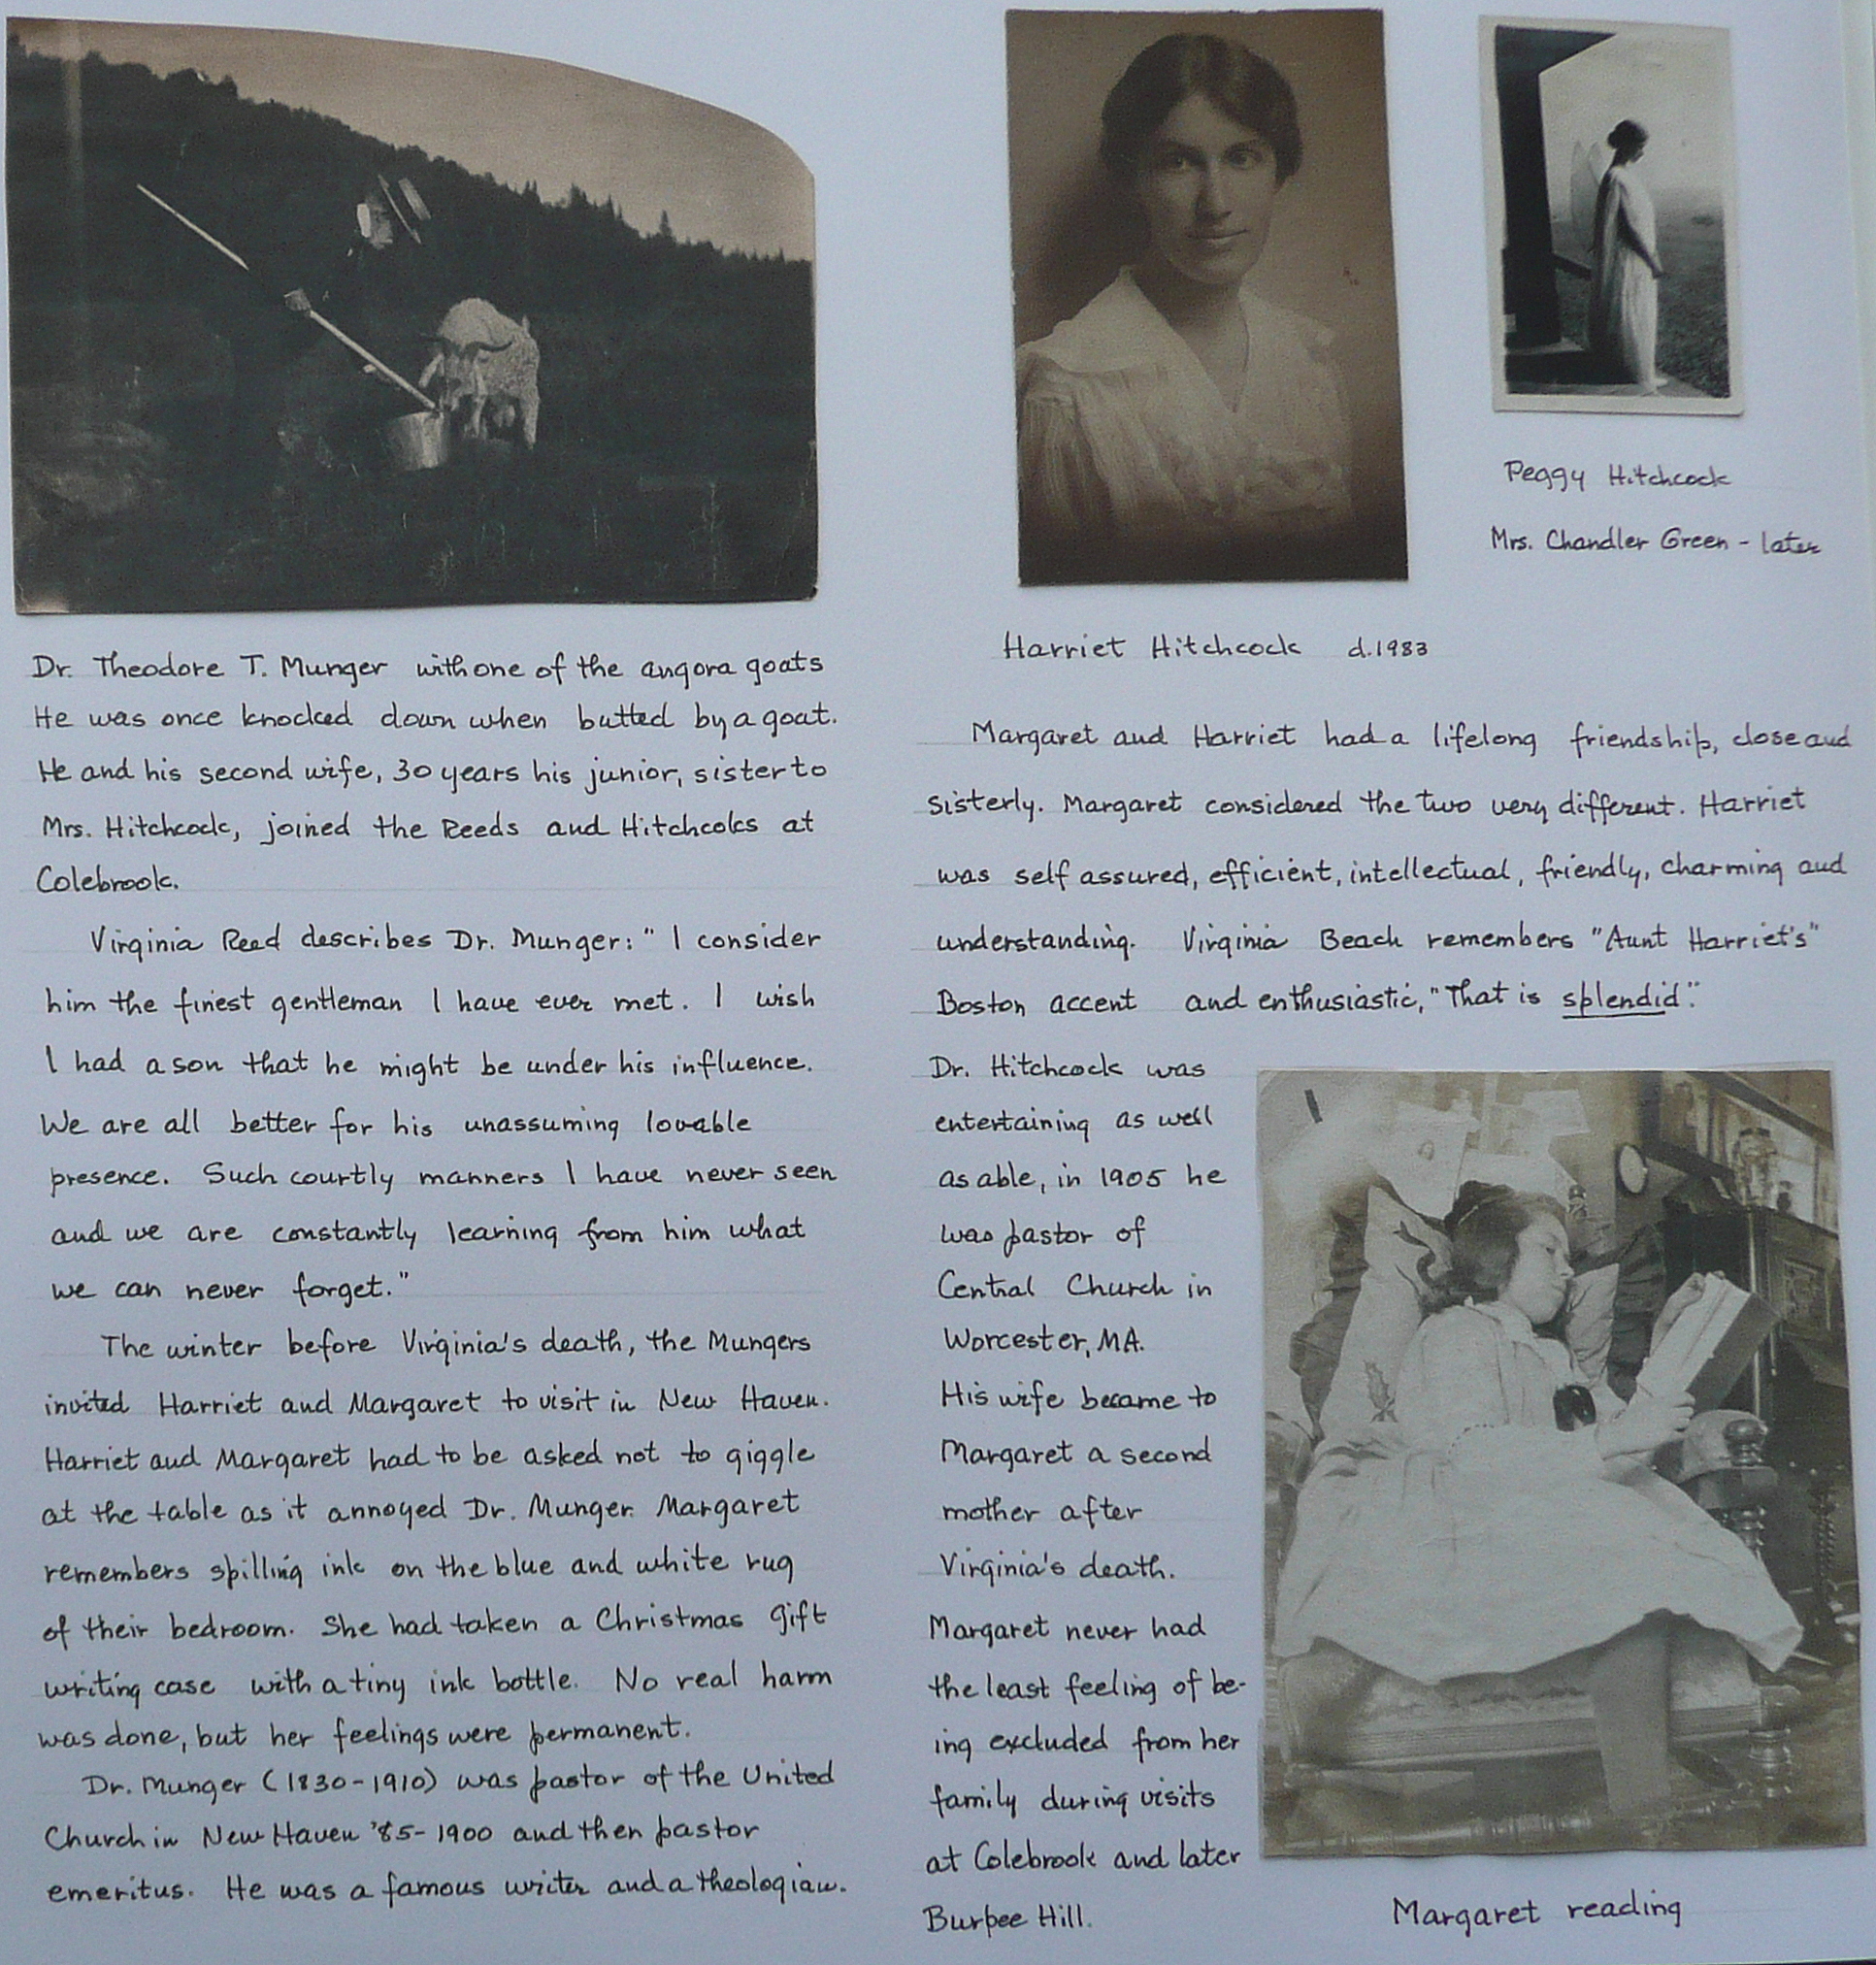 Dr. Theodore T. Munger with one of the angora goats
He was once knocked down when butted by a goat.
He and his second wife, 30 years his junior, sister to
Mrs. Hitchcock, joined the Reeds and Hitchcoks at
Colebrook.
Virginia Reed describes Dr. Munger: "I consider
him the finest gentleman I have ever met. I wish
I had a son that he might be under his influence.
We are all better for his unassuming lovable
presence. Such courtly manners I have never seen
and we are constantly learning from him what
we can never forget."
The winter before Virginia's death, the Mungers
invited Harriet and Margaret to visit in New Haven.
Harriet and Margaret had to be asked not to giggle
at the table as it annoyed Dr. Munger. Margaret
remembers spilling ink on the blue and white rug
of their bedroom. She had taken a Christmas gift
writing case with a tiny ink bottle. No real harm
was done, but her feelings were permanent.
Dr. Munger (1830-1910) was pastor of the United
Church in New Haven '85-1900 and then pastor
emeritus. He was a famous writer and a theologian.
Peggy Hitchcock
Mrs. Chandler Green - later
Harriet Hitchcock d.1983
Margaret and Harriet had a lifelong friendship, close and
sisterly. Margaret considered the two very different. Harriet
was self assured, efficient, intellectual, friendly, charming and
understanding. Virginia Beach remembers "Aunt Harriet's"
Boston accent and enthusiastic, "That is splendid."
Dr. Hitchcock was
entertaining as well
as able, in 1905 he
was pastor of
Central Church in
Worcester, MA.
His wife became to
Margaret a second
mother after
Virginia's death.
Margaret never had
the least feeling of be-
ing excluded from her
family during visits
at Colebrook and later
Burpee Hill.
Margaret reading